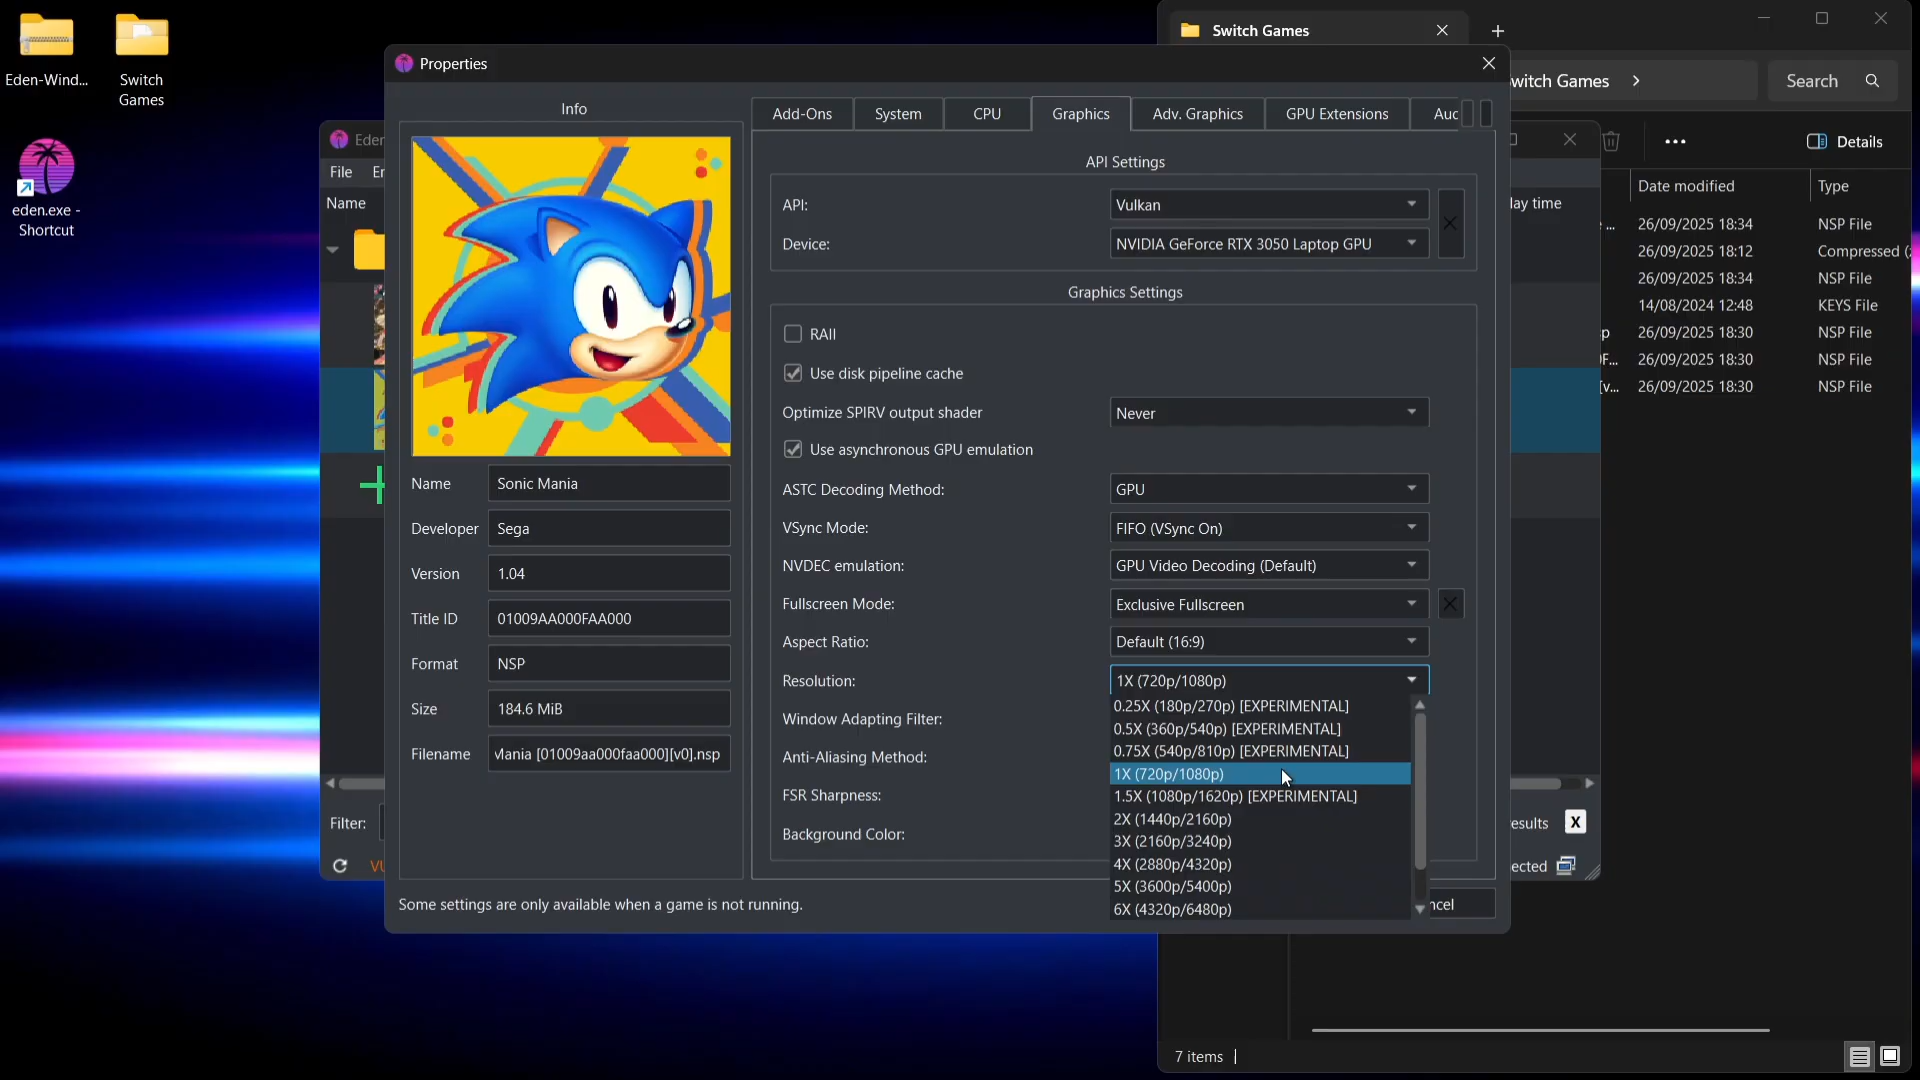 Eden-Wind...
Switch
Games
eden.exe -
Shortcut
Switch Games
Search
Details
Date modified
Type
26/09/2025 18:34
NSP File
26/09/2025 18:12
Compressed (
26/09/2025 18:34
NSP File
14/08/2024 12:48
KEYS File
26/09/2025 18:30
NSP File
26/09/2025 18:30
NSP File
26/09/2025 18:30
NSP File
7 items
Eden
File
Name
lay time
Filter:
esults
X
VU
ected
Properties
Info
Name
Sonic Mania
Developer
Sega
Version
1.04
Title ID
01009AA000FAA000
Format
NSP
Size
184.6 MiB
Filename
Mania [01009aa000faa000][v0].nsp
Add-Ons
System
CPU
Graphics
Adv. Graphics
GPU Extensions
Auc
API Settings
API:
Vulkan
Device:
NVIDIA GeForce RTX 3050 Laptop GPU
Graphics Settings
RAII
Use disk pipeline cache
Optimize SPIRV output shader
Never
Use asynchronous GPU emulation
ASTC Decoding Method:
GPU
VSync Mode:
FIFO (VSync On)
NVDEC emulation:
GPU Video Decoding (Default)
Fullscreen Mode:
Exclusive Fullscreen
Aspect Ratio:
Default (16:9)
Resolution:
1X (720p/1080p)
Window Adapting Filter:
Anti-Aliasing Method:
FSR Sharpness:
Background Color:
0.25X (180p/270p) [EXPERIMENTAL]
0.5X (360p/540p) [EXPERIMENTAL]
0.75X (540p/810p) [EXPERIMENTAL]
1X (720p/1080p)
1.5X (1080p/1620p) [EXPERIMENTAL]
2X (1440p/2160p)
3X (2160p/3240p)
4X (2880p/4320p)
5X (3600p/5400p)
6X (4320p/6480p)
ncel
Some settings are only available when a game is not running.